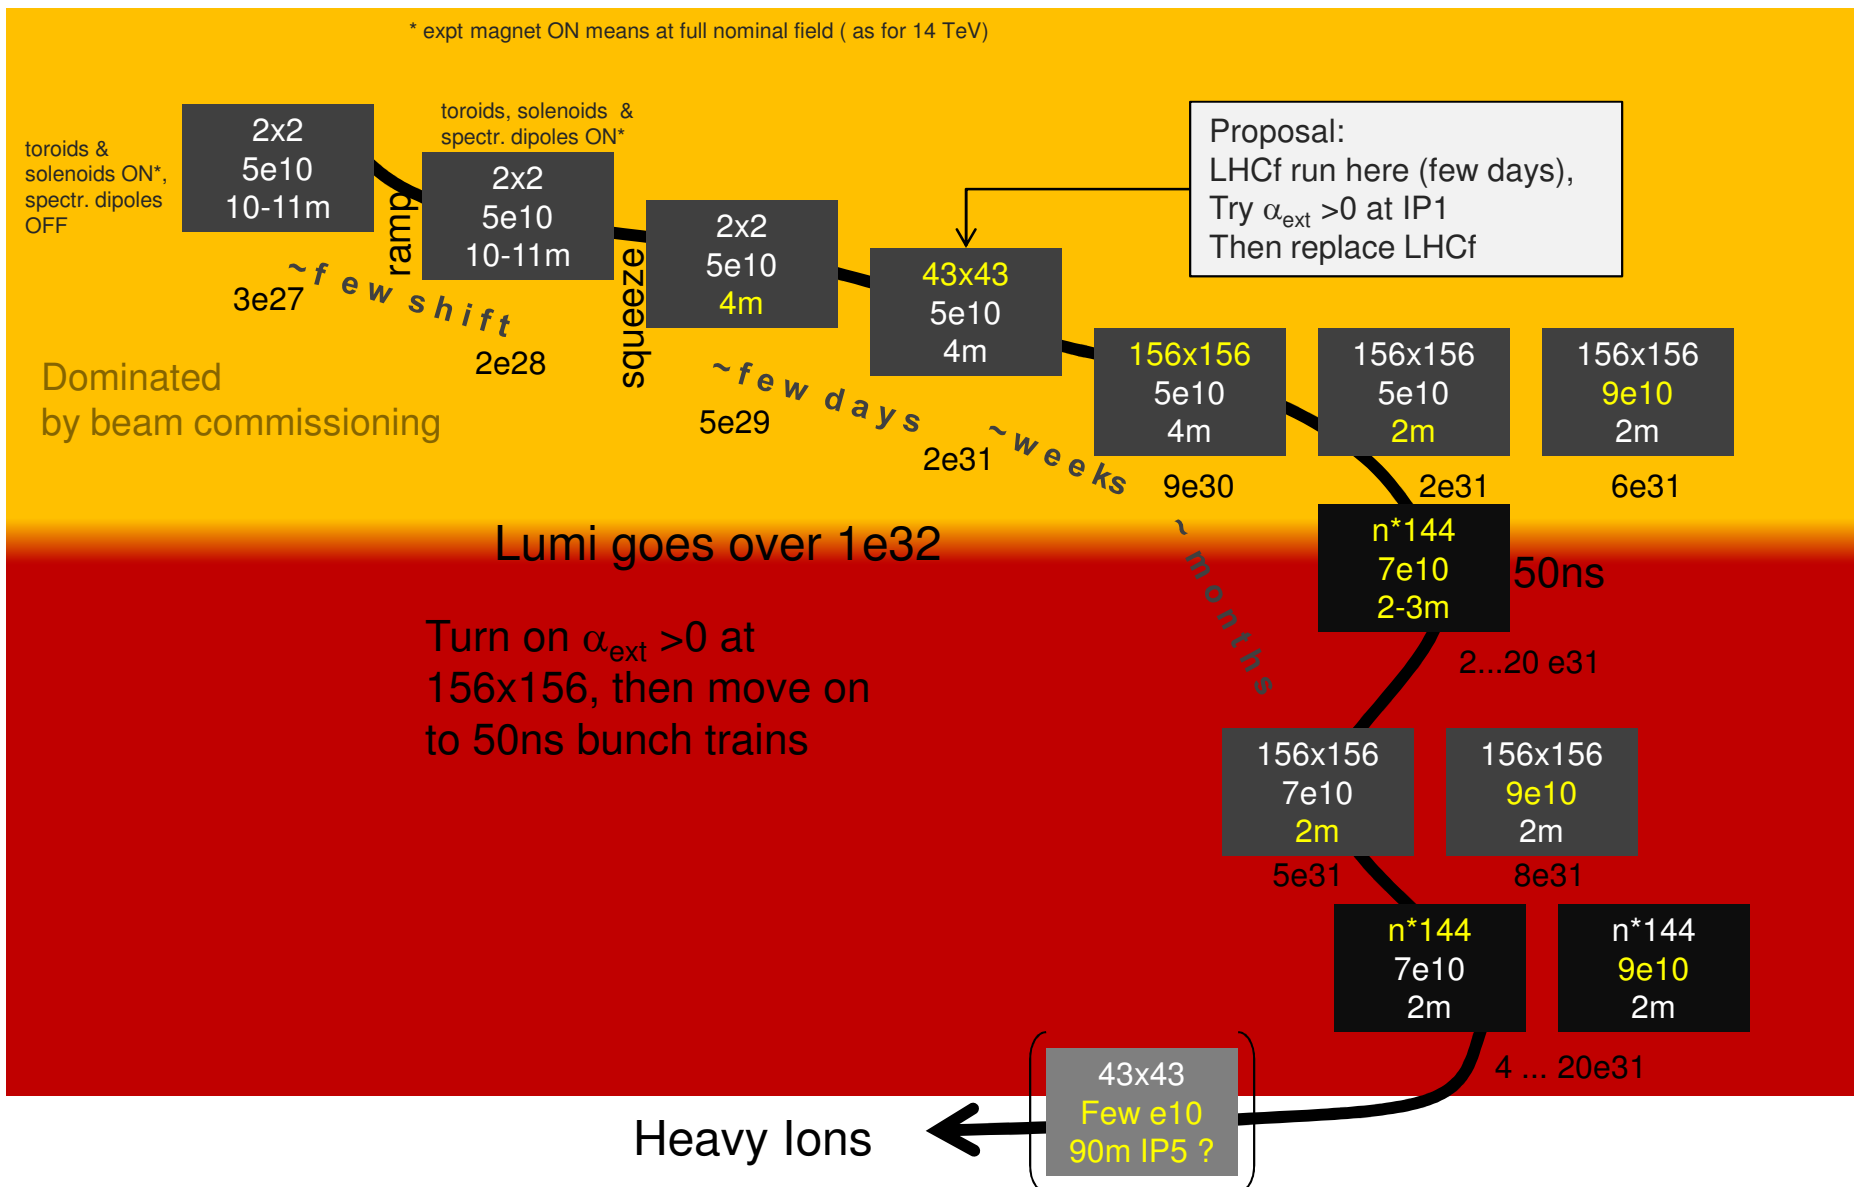 * expt magnet ON means at full nominal field ( as for 14 TeV)
toroids &
solenoids ON*,
spectr. dipoles
OFF
2x2
5e10
10-11m
ramp
toroids, solenoids &
spectr. dipoles ON*
2x2
5e10
10-11m
squeeze
2x2
5e10
4m
43x43
5e10
4m
Proposal:
LHCf run here (few days),
Try αext >0 at IP1
Then replace LHCf
3e27
~few shift
2e28
5e29
~few days
2e31
~weeks
156x156
5e10
4m
9e30
156x156
5e10
2m
2e31
156x156
9e10
2m
6e31
Dominated
by beam commissioning
Lumi goes over 1e32
~ months
n*144
7e10
2-3m
50ns
2...20 e31
Turn on αext >0 at
156x156, then move on
to 50ns bunch trains
156x156
7e10
2m
5e31
156x156
9e10
2m
8e31
n*144
7e10
2m
n*144
9e10
2m
4 ... 20e31
43x43
Few e10
90m IP5 ?
Heavy Ions